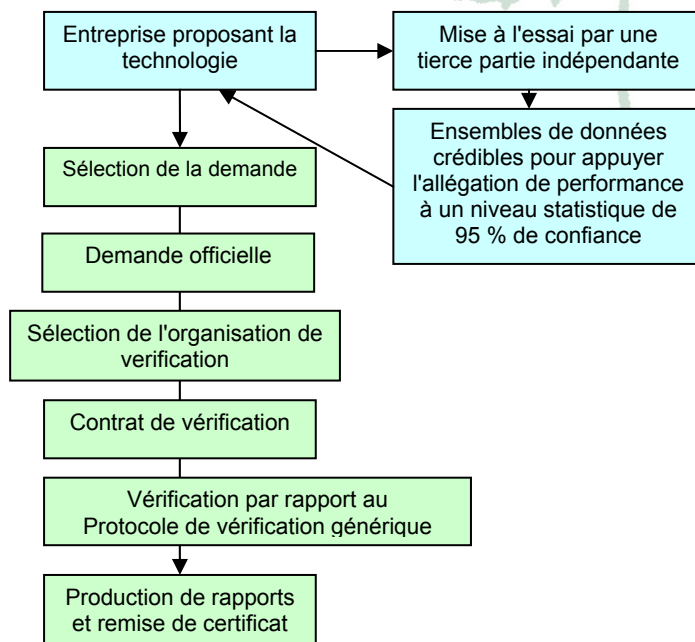 Entreprise proposant la
technologie
Mise à l'essai par une
tierce partie indépendante
Ensembles de données
crédibles pour appuyer
l'allégation de performance
à un niveau statistique de
95 % de confiance
Sélection de la demande
Demande officielle
Sélection de l'organisation de
verification
Contrat de vérification
Vérification par rapport au
Protocole de vérification générique
Production de rapports
et remise de certificat